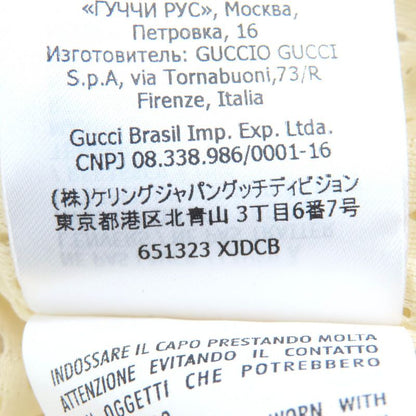 «ГУЧЧИ РУС», Москва,
Петровка, 16
Изготовитель: GUCCIO GUCCI
S.p.A, via Tornabuoni,73/R
Firenze, Italia
Gucci Brasil Imp. Exp. Ltda.
CNPJ 08.338.986/0001-16
(株)ケリングジャパングッチディビジョン
東京都港区北青山 3丁目6番7号
651323 XJDCB
INDOSSARE IL CAPO PRESTANDO MOLTA
ATTENZIONE EVITANDO IL CONTATTO
OGGETTI CHE POTREBBERO
WORN WITH